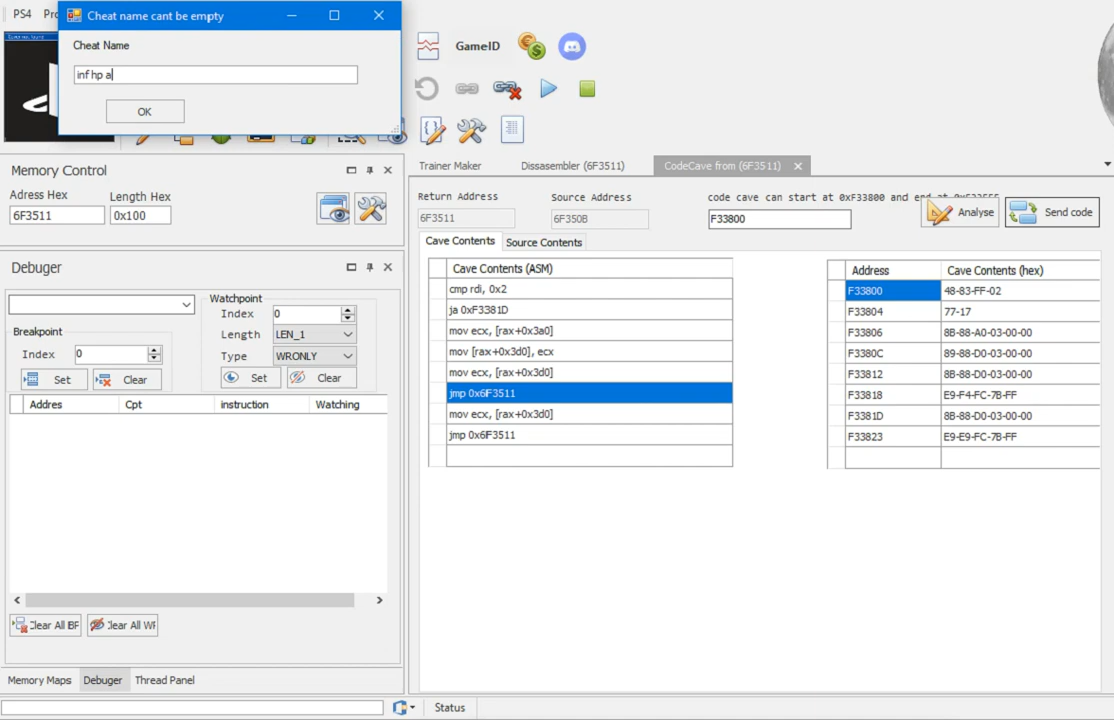 PS4
Cheat name cant be empty
Cheat Name
inf hp a
OK
GameID
Memory Control
Adress Hex
Length Hex
6F3511
0x100
Trainer Maker
Dissasembler (6F3511)
CodeCave from (6F3511)
Return Address
Source Address
code cave can start at 0xF33800 and end at
6F3511
6F350B
F33800
Analyse
Send code
Cave Contents
Source Contents
Debuger
Watchpoint
Index
0
Length
LEN_1
Type
WRONLY
Set
Clear
Breakpoint
Index
0
Set
Clear
Addres
Cpt
instruction
Watching
Cave Contents (ASM)
cmp rdi, 0x2
ja 0xF3381D
mov ecx, [rax+0x3a0]
mov [rax+0x3d0], ecx
mov ecx, [rax+0x3d0]
jmp 0x6F3511
mov ecx, [rax+0x3d0]
jmp 0x6F3511
Address
Cave Contents (hex)
F33800
48-83-FF-02
F33804
77-17
F33806
8B-88-A0-03-00-00
F3380C
89-88-D0-03-00-00
F33812
8B-88-D0-03-00-00
F33818
E9-F4-FC-7B-FF
F3381D
8B-88-D0-03-00-00
F33823
E9-E9-FC-7B-FF
Clear All BF
Clear All WF
Memory Maps
Debuger
Thread Panel
Status